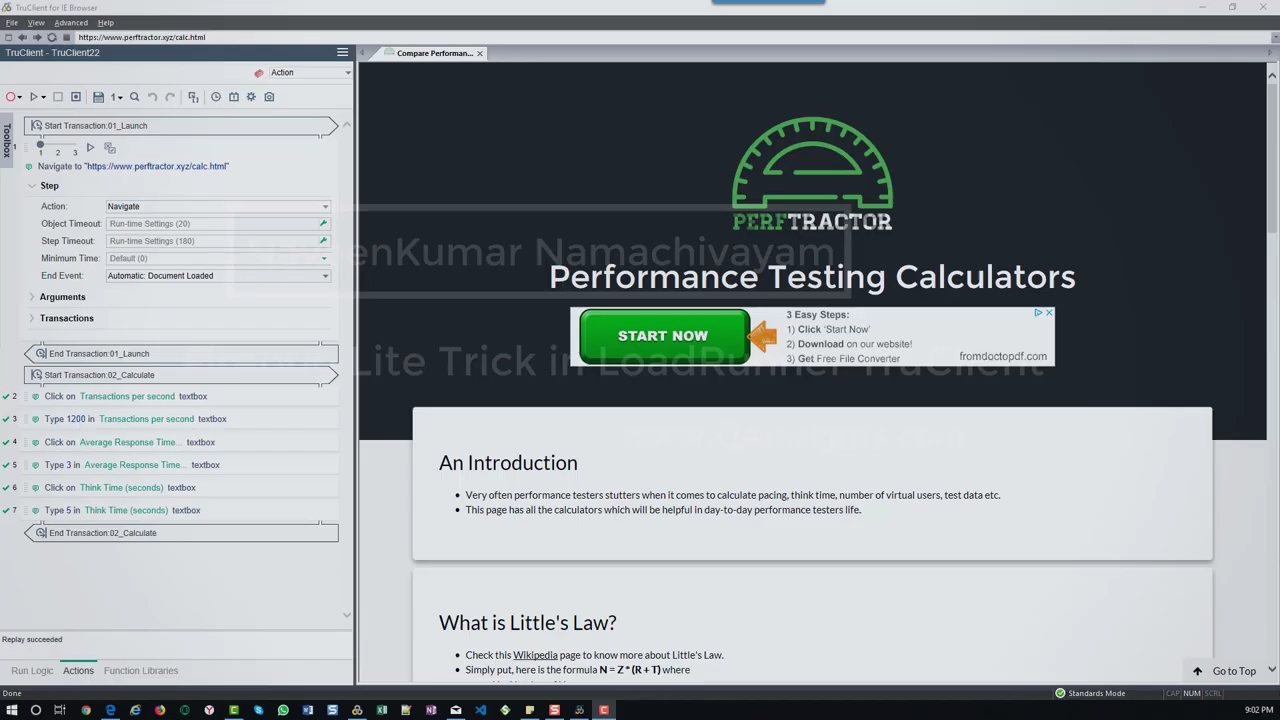 TruClient for IE Browser
File View Advanced Help
https://www.perftractor.xyz/calc.html
TruClient - TruClient22
Compare Performan...
Action
Toolbox
Start Transaction:01_Launch
1
1 2 3
Navigate to "https://www.perftractor.xyz/calc.html"
Step
Action: Navigate
Object Timeout: Run-time Settings (20)
Step Timeout: Run-time Settings (180)
Minimum Time: Default (0)
End Event: Automatic: Document Loaded
Arguments
Transactions
End Transaction:01_Launch
Start Transaction:02_Calculate
2 Click on Transactions per second textbox
3 Type 1200 in Transactions per second textbox
4 Click on Average Response Time... textbox
5 Type 3 in Average Response Time... textbox
6 Click on Think Time (seconds) textbox
7 Type 5 in Think Time (seconds) textbox
End Transaction:02_Calculate
Replay succeeded
Run Logic Actions Function Libraries
Done
PERFTRACTOR
Namachivayam
Performance Testing Calculators
START NOW
3 Easy Steps:
1) Click 'Start Now'
2) Download on our website!
3) Get Free File Converter
fromdoctopdf.com
Lite Trick in LoadRunner TruClient
An Introduction
• Very often performance testers stutters when it comes to calculate pacing, think time, number of virtual users, test data etc.
• This page has all the calculators which will be helpful in day-to-day performance testers life.
What is Little's Law?
• Check this Wikipedia page to know more about Little's Law.
• Simply put, here is the formula N = Z * (R + T) where
Go to Top
Standards Mode CAP NUM SCRL
9:02 PM